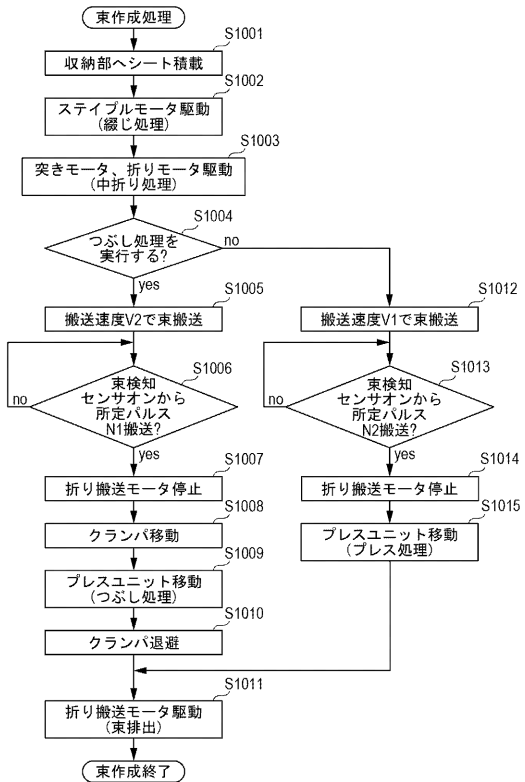 束作成処理
S1001
収納部へシート積載
S1002
ステイプルモータ駆動
(綴じ処理)
S1003
突きモータ、折りモータ駆動
(中折り処理)
S1004
つぶし処理を
実行する?
no
yes
S1005
搬送速度V2で束搬送
S1006
束検知
センサオンから
所定パルス
N1搬送?
no
yes
S1007
折り搬送モータ停止
S1008
クランパ移動
S1009
プレスユニット移動
(つぶし処理)
S1010
クランパ退避
S1012
搬送速度V1で束搬送
S1013
束検知
センサオンから
所定パルス
N2搬送?
no
yes
S1014
折り搬送モータ停止
S1015
プレスユニット移動
(プレス処理)
S1011
折り搬送モータ駆動
(束排出)
束作成終了